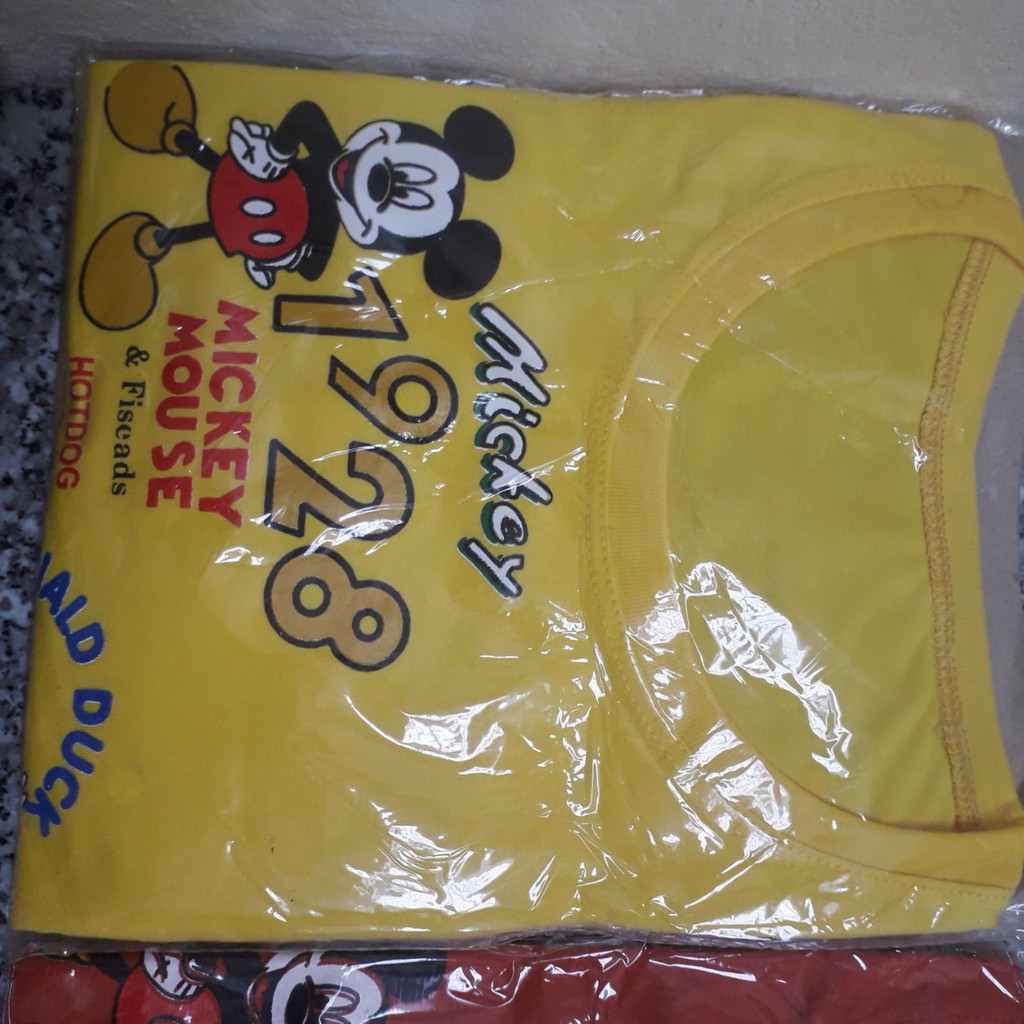 Mickey
1928
MICKEY
MOUSE
& Fiseads
HOTDOG
ALD DUCK